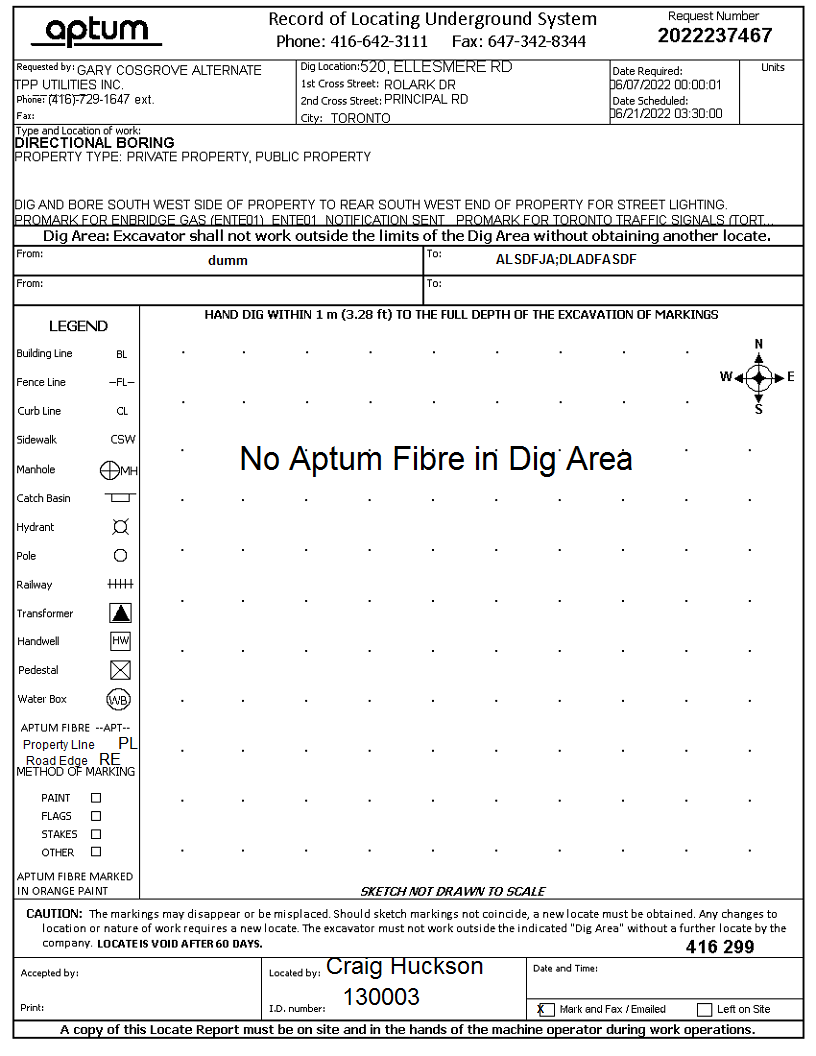 aptum
Record of Locating Underground System
Phone: 416-642-3111 Fax: 647-342-8344
Request Number
2022237467
Requested by: GARY COSGROVE ALTERNATE
TPP UTILITIES INC.
Phone: (416)-729-1647 ext.
Fax:
Dig Location: 520, ELLESMERE RD
1st Cross Street: ROLARK DR
2nd Cross Street: PRINCIPAL RD
City: TORONTO
Date Required:
06/07/2022 00:00:01
Date Scheduled:
06/21/2022 03:30:00
Units
Type and Location of work:
DIRECTIONAL BORING
PROPERTY TYPE: PRIVATE PROPERTY, PUBLIC PROPERTY
DIG AND BORE SOUTH WEST SIDE OF PROPERTY TO REAR SOUTH WEST END OF PROPERTY FOR STREET LIGHTING.
PROMARK FOR ENBRIDGE GAS (ENTE01) ENTE01 NOTIFICATION SENT PROMARK FOR TORONTO TRAFFIC SIGNALS (TORT...
Dig Area: Excavator shall not work outside the limits of the Dig Area without obtaining another locate.
From: dumm To: ALSDFJA;DLADFASDF
From: To:
HAND DIG WITHIN 1 m (3.28 ft) TO THE FULL DEPTH OF THE EXCAVATION OF MARKINGS
LEGEND
Building Line BL
Fence Line –FL–
Curb Line CL
Sidewalk CSW
Manhole MH
Catch Basin
Hydrant
Pole
Railway
Transformer
Handwell HW
Pedestal
Water Box WB
APTUM FIBRE --APT--
Property LIne PL
Road Edge RE
METHOD OF MARKING
PAINT
FLAGS
STAKES
OTHER
APTUM FIBRE MARKED
IN ORANGE PAINT
N
W E
S
No Aptum Fibre in Dig Area
SKETCH NOT DRAWN TO SCALE
CAUTION: The markings may disappear or be misplaced. Should sketch markings not coincide, a new locate must be obtained. Any changes to
location or nature of work requires a new locate. The excavator must not work outside the indicated "Dig Area" without a further locate by the
company. LOCATE IS VOID AFTER 60 DAYS.
416 299
Accepted by:
Print:
Located by: Craig Huckson
I.D. number: 130003
Date and Time:
X Mark and Fax / Emailed Left on Site
A copy of this Locate Report must be on site and in the hands of the machine operator during work operations.